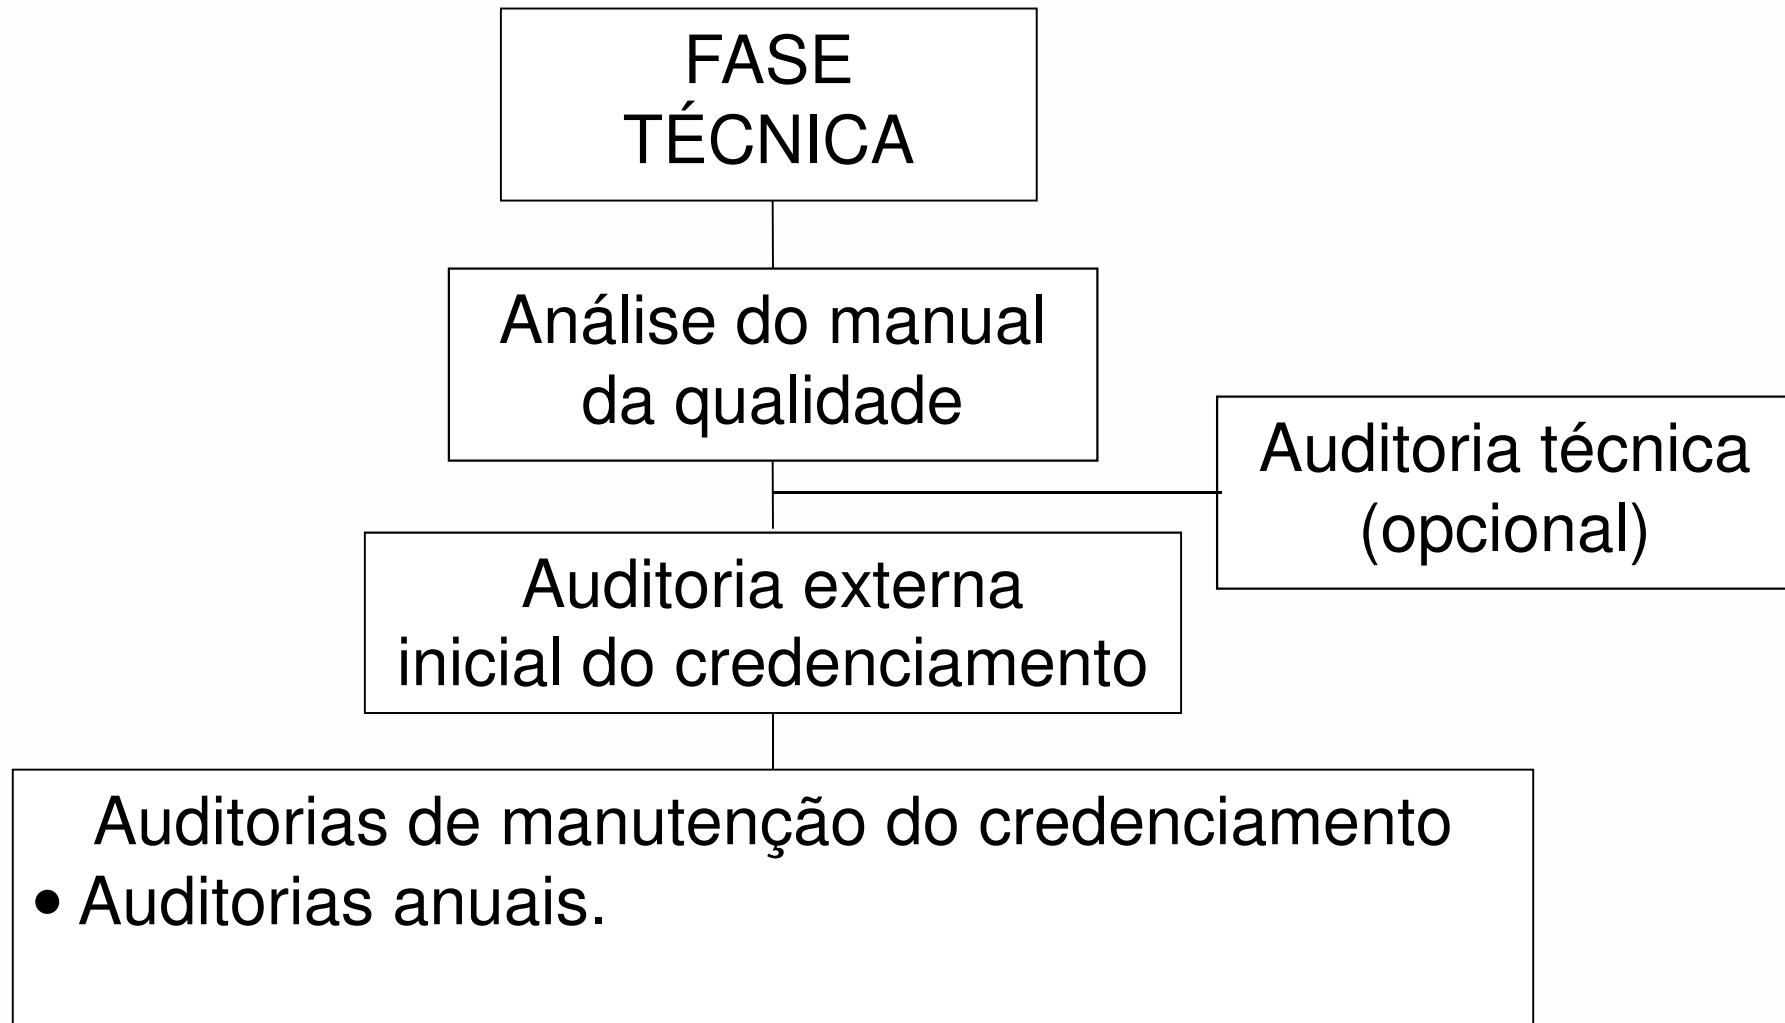 FASE
TÉCNICA
Análise do manual
da qualidade
Auditoria técnica
(opcional)
Auditoria externa
inicial do credenciamento
Auditorias de manutenção do credenciamento
• Auditorias anuais.